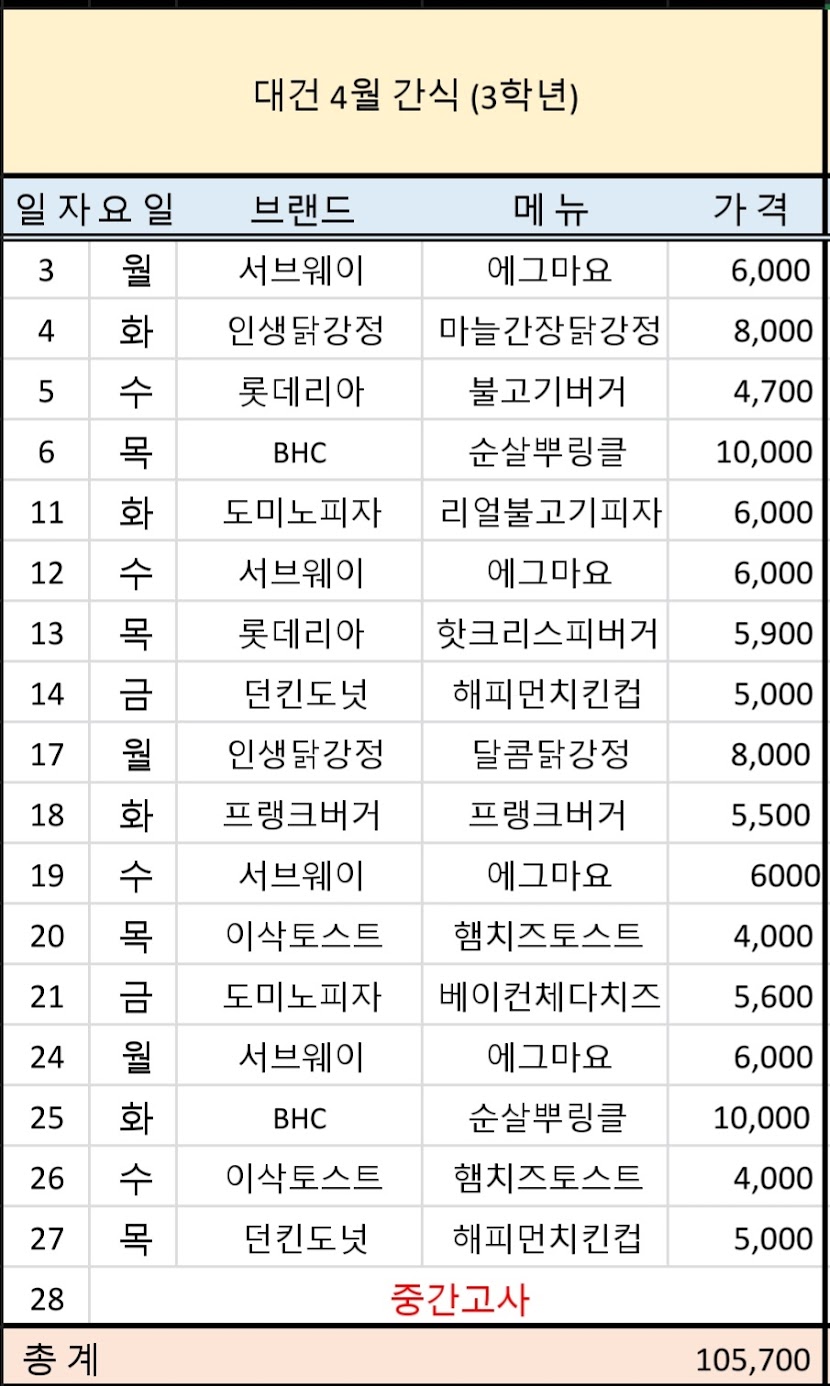 대건 4월 간식 (3학년)
일 자 요 일 브랜드 메 뉴 가 격
3 월 서브웨이 에그마요 6,000
4 화 인생닭강정 마늘간장닭강정 8,000
5 수 롯데리아 불고기버거 4,700
6 목 BHC 순살뿌링클 10,000
11 화 도미노피자 리얼불고기피자 6,000
12 수 서브웨이 에그마요 6,000
13 목 롯데리아 핫크리스피버거 5,900
14 금 던킨도넛 해피먼치킨컵 5,000
17 월 인생닭강정 달콤닭강정 8,000
18 화 프랭크버거 프랭크버거 5,500
19 수 서브웨이 에그마요 6000
20 목 이삭토스트 햄치즈토스트 4,000
21 금 도미노피자 베이컨체다치즈 5,600
24 월 서브웨이 에그마요 6,000
25 화 BHC 순살뿌링클 10,000
26 수 이삭토스트 햄치즈토스트 4,000
27 목 던킨도넛 해피먼치킨컵 5,000
28 중간고사
총 계 105,700